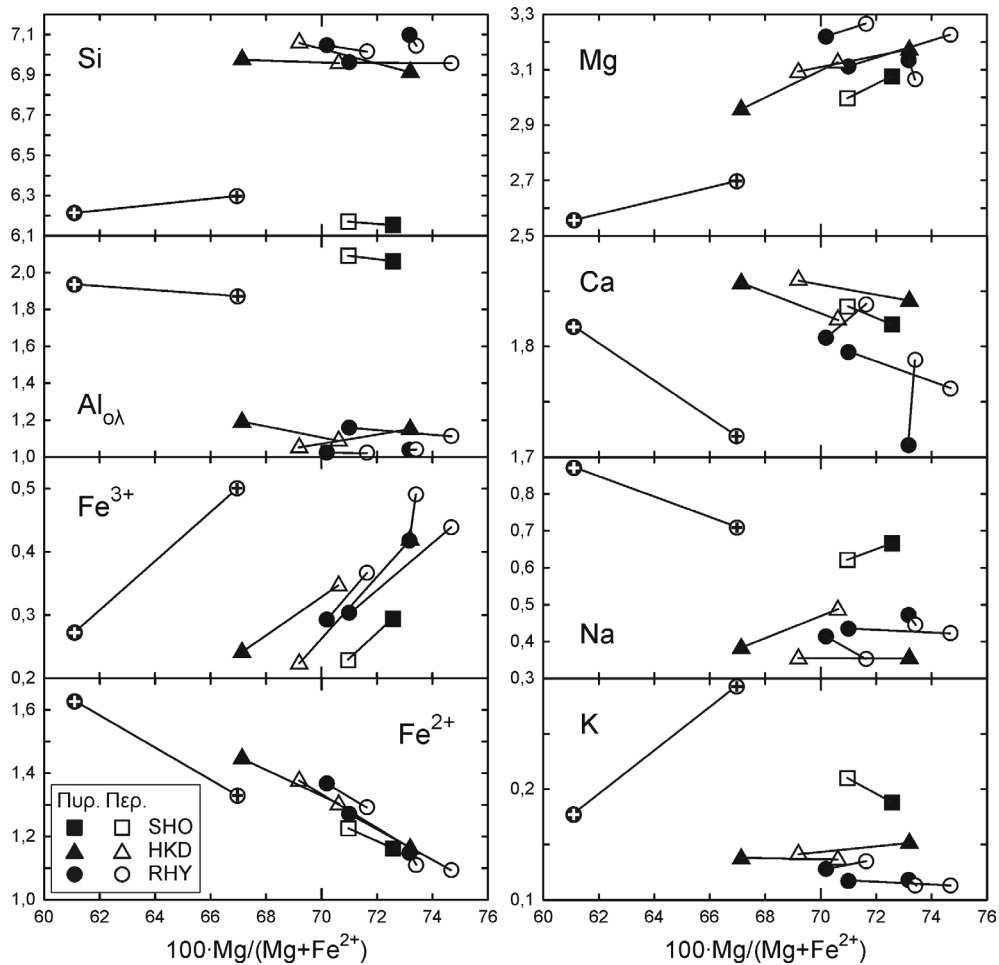 Si
7,1
6,9
6,7
6,5
6,3
6,1
Al ολ
2,0
1,8
1,6
1,4
1,2
1,0
Fe3+
0,5
0,4
0,3
0,2
Fe2+
1,6
1,4
1,3
1,2
1,0
Πυρ. Περ.
SHO
HKD
RHY
60 62 64 66 68 70 72 74 76
100·Mg/(Mg+Fe2+)
Mg
3,3
3,1
2,9
2,7
2,5
Ca
1,8
1,7
Na
0,8
0,7
0,6
0,5
0,4
0,3
K
0,2
0,1
60 62 64 66 68 70 72 74 76
100·Mg/(Mg+Fe2+)